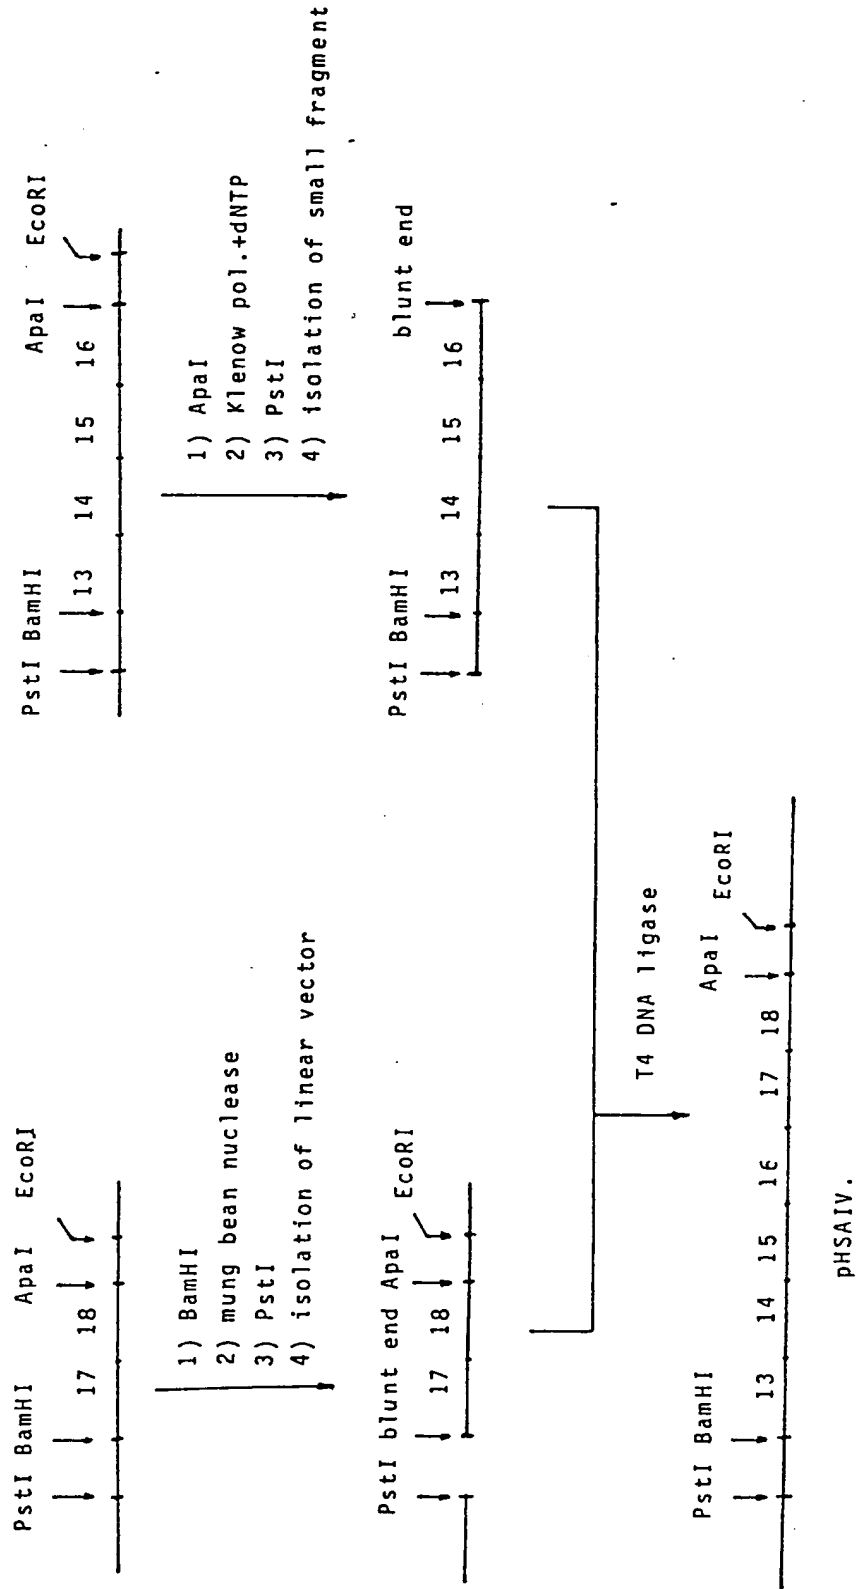 PstI BamHI ApaI EcoRI
17 18
1) BamHI
2) mung bean nuclease
3) PstI
4) isolation of linear vector
PstI blunt end ApaI EcoRI
17 18
PstI BamHI ApaI EcoRI
13 14 15 16
1) ApaI
2) Klenow pol.+dNTP
3) PstI
4) isolation of small fragment
PstI BamHI blunt end
13 14 15 16
T4 DNA ligase
PstI BamHI ApaI EcoRI
13 14 15 16 17 18
pHSAIV.